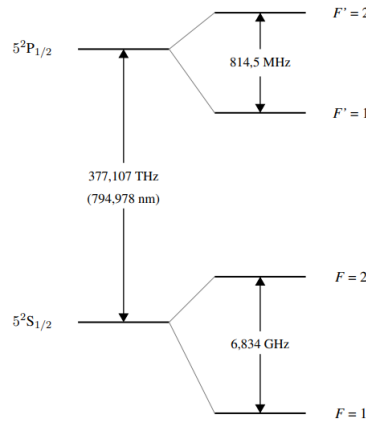 F' = 2
5²P₁/₂
814,5 MHz
F' = 1
377,107 THz
(794,978 nm)
F = 2
5²S₁/₂
6,834 GHz
F = 1